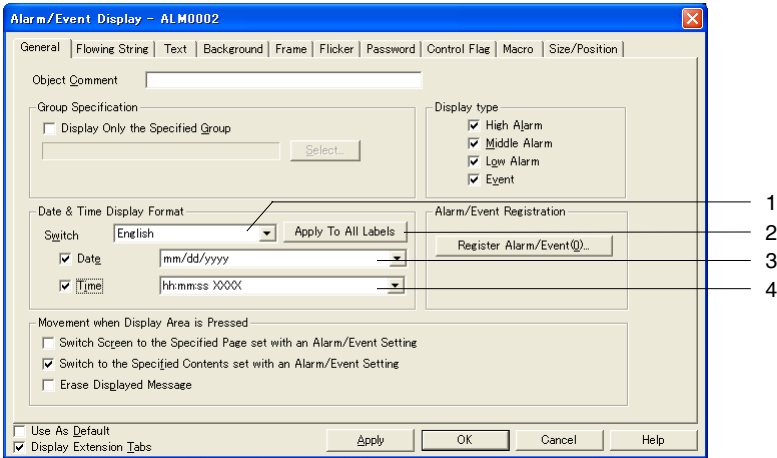 Alarm/Event Display - ALM0002
General Flowing String Text Background Frame Flicker Password Control Flag Macro Size/Position
Object Comment
Group Specification
Display Only the Specified Group
Select...
Display type
High Alarm
Middle Alarm
Low Alarm
Event
Date & Time Display Format
Switch English Apply To All Labels
Date mm/dd/yyyy
Time hh:mm:ss XXXX
Alarm/Event Registration
Register Alarm/Event(Q)...
1
2
3
4
Movement when Display Area is Pressed
Switch Screen to the Specified Page set with an Alarm/Event Setting
Switch to the Specified Contents set with an Alarm/Event Setting
Erase Displayed Message
Use As Default
Display Extension Tabs
Apply OK Cancel Help